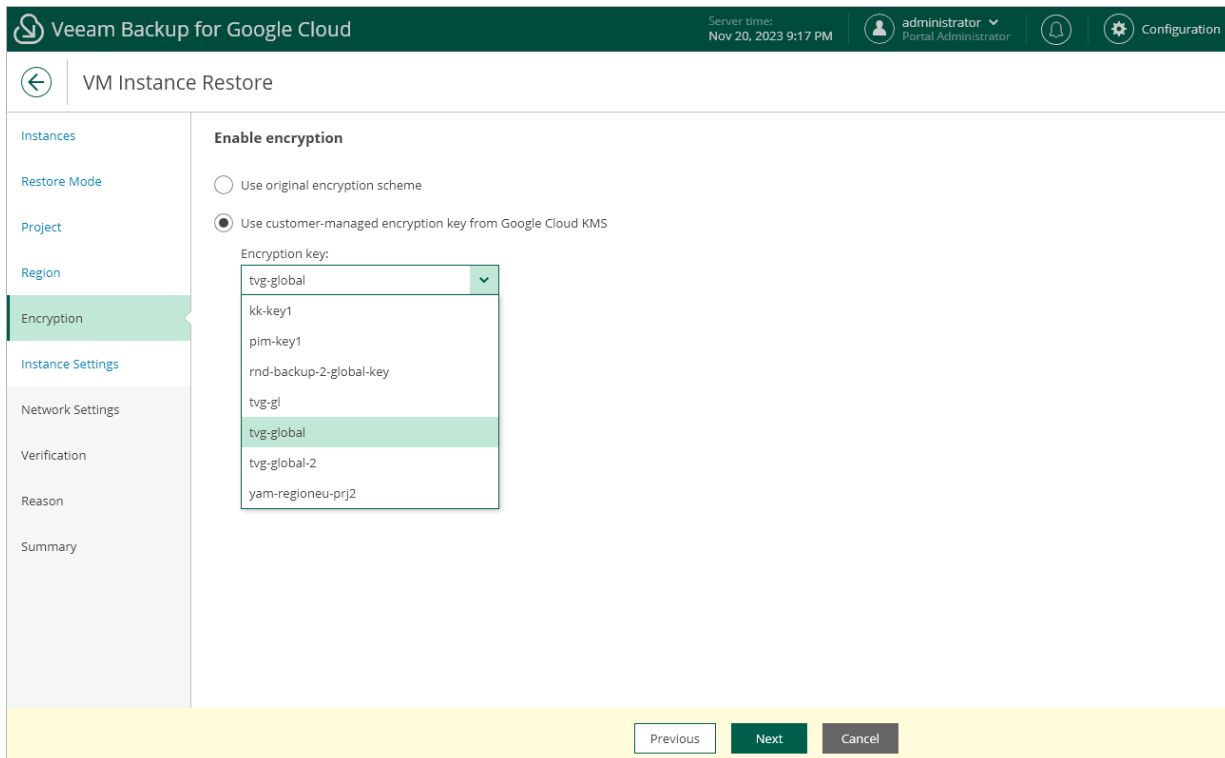 Veeam Backup for Google Cloud
Server time:
Nov 20, 2023 9:17 PM
administrator
Portal Administrator
Configuration
VM Instance Restore
Instances
Restore Mode
Project
Region
Encryption
Instance Settings
Network Settings
Verification
Reason
Summary
Enable encryption
Use original encryption scheme
Use customer-managed encryption key from Google Cloud KMS
Encryption key:
tvg-global
kk-key1
pim-key1
rnd-backup-2-global-key
tvg-gl
tvg-global
tvg-global-2
yam-regioneu-prj2
Previous
Next
Cancel